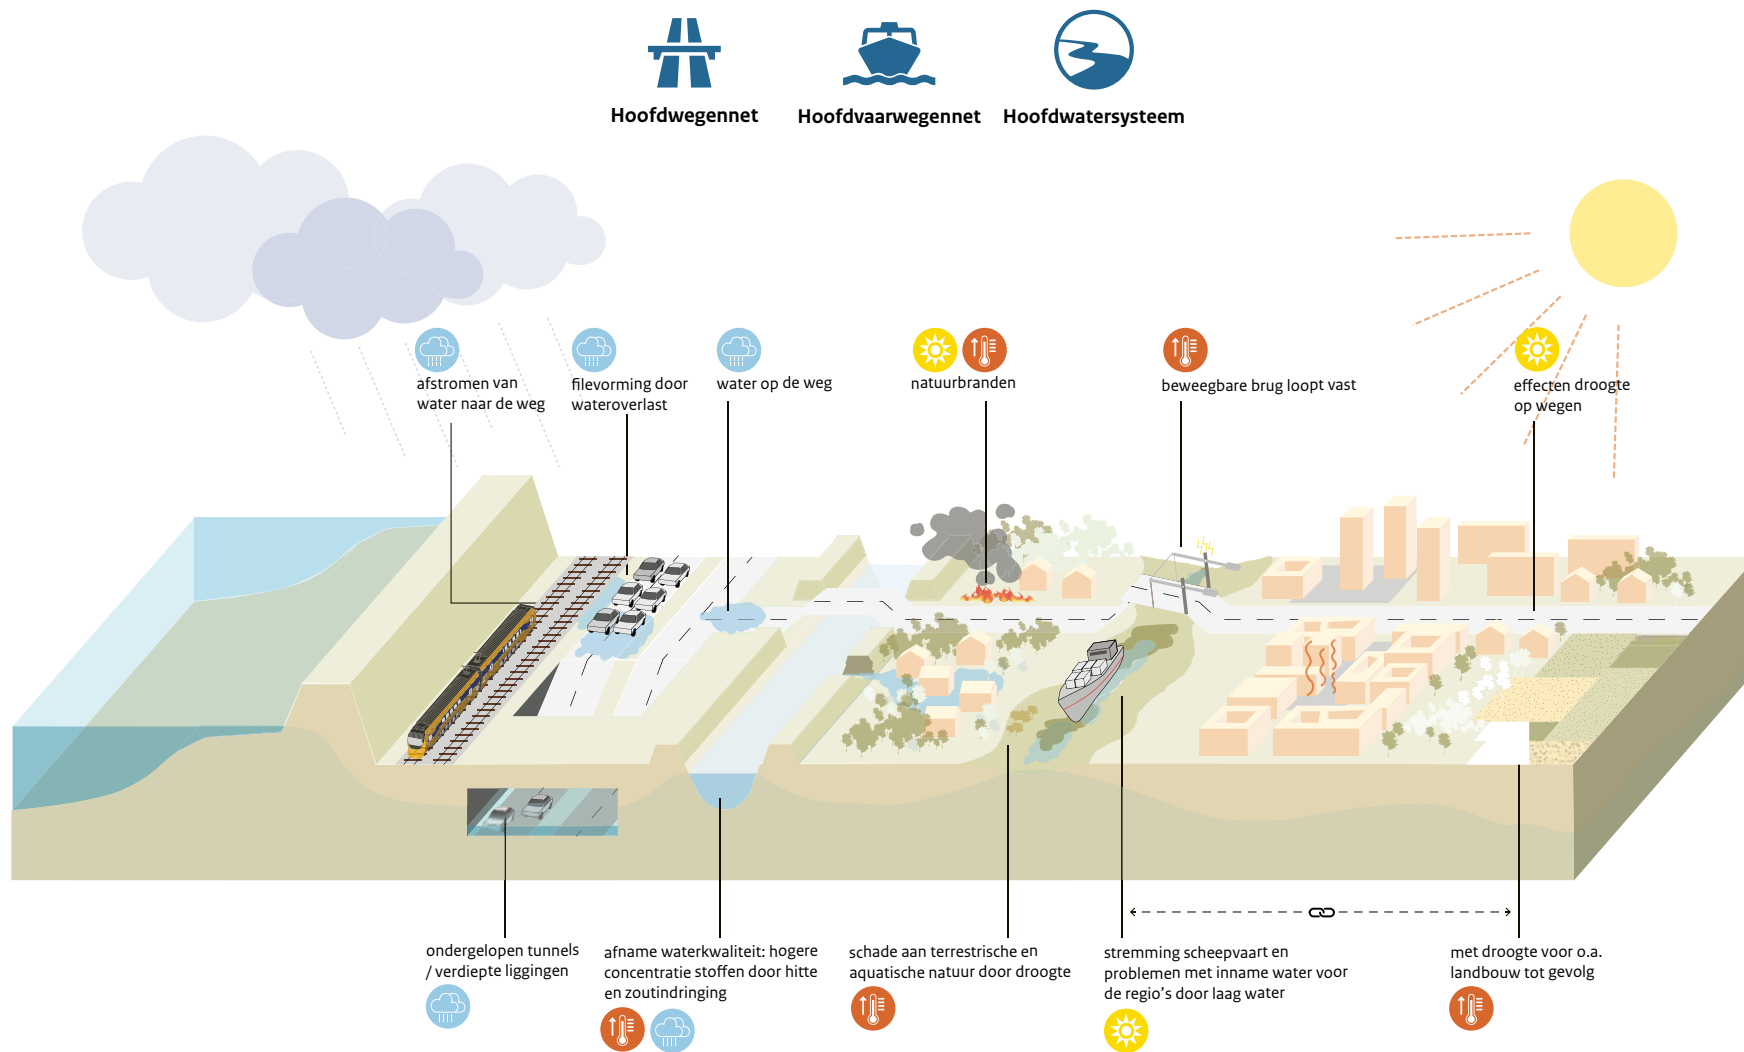 Hoofdwegennet
Hoofdvaarwegennet
Hoofdwatersysteem
afstromen van
water naar de weg
filevorming door
wateroverlast
water op de weg
natuurbranden
beweegbare brug loopt vast
effecten droogte
op wegen
ondergelopen tunnels
/ verdiepte liggingen
afname waterkwaliteit: hogere
concentratie stoffen door hitte
en zoutindringing
schade aan terrestrische en
aquatische natuur door droogte
stremming scheepvaart en
problemen met inname water voor
de regio's door laag water
met droogte voor o.a.
landbouw tot gevolg